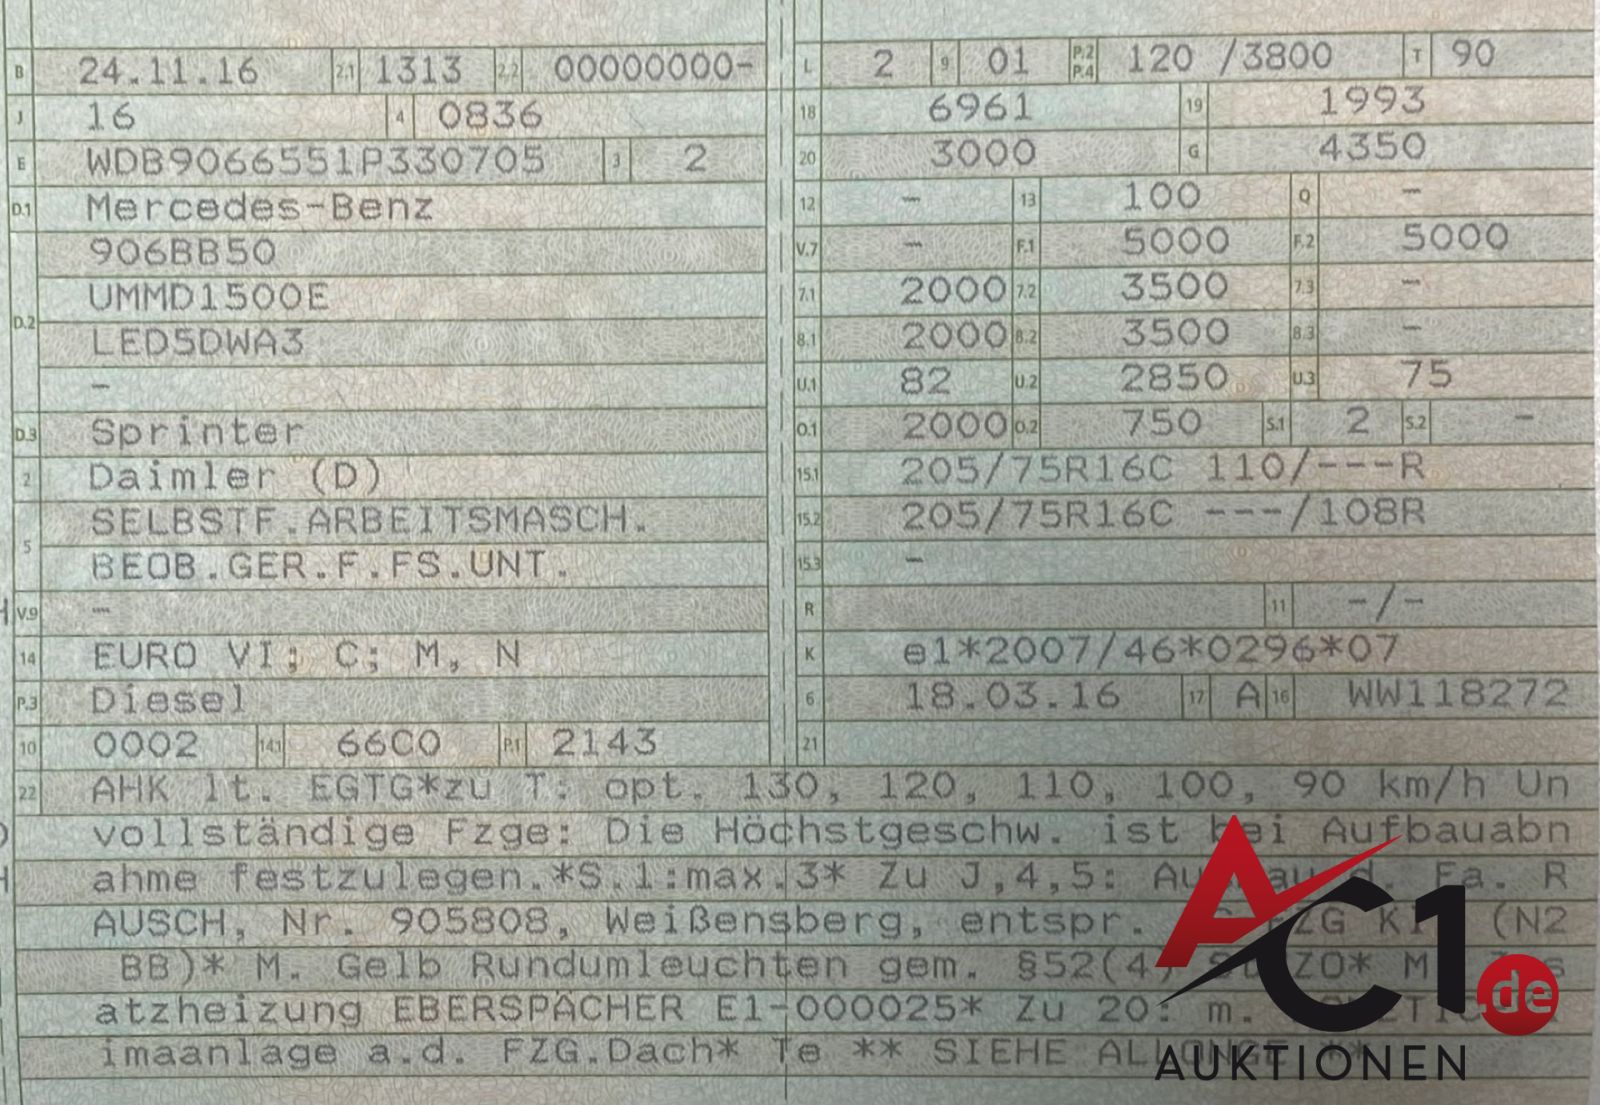 B 24.11.16 2.1 1313 2.2 00000000-
J 16 4 0836
E WDB9066551P330705 3 2
D.1 Mercedes-Benz
906BB50
UMMD1500E
D.2
LED5DWA3
-
D.3 Sprinter
2 Daimler (D)
SELBSTF.ARBEITSMASCH.
5
BEOB.GER.F.FS.UNT.
V.9 -
14 EURO VI; C; M, N
P.3 Diesel
10 0002 14.1 66C0 P.1 2143
L 2 9 01 P.2 P.4 120 /3800 T 90
18 6961 19 1993
20 3000 G 4350
12 - 13 100 Q -
V.7 - F.1 5000 F.2 5000
7.1 2000 7.2 3500 7.3 -
8.1 2000 8.2 3500 8.3 -
U.1 82 U.2 2850 U.3 75
O.1 2000 O.2 750 S.1 2 S.2 -
15.1 205/75R16C 110/---R
15.2 205/75R16C ---/108R
15.3 -
R 11 -/-
K e1*2007/46*0296*07
6 18.03.16 17 A 16 WW118272
21
22 AHK lt. EGTG*zu T: opt. 130, 120, 110, 100, 90 km/h Un
vollständige Fzge: Die Höchstgeschw. ist bei Aufbauabn
ahme festzulegen.*S.1:max.3* Zu J,4,5: d. Fa. R
AUSCH, Nr. 905808, Weißensberg, entspr. (N2
BB)* M. Gelb Rundumleuchten gem. §52(4)
atzheizung EBERSPÄCHER E1-000025* Zu 20: m.
imaanlage a.d. FZG.Dach* Te ** SIEHE ALLONGE
AC1.de
AUKTIONEN